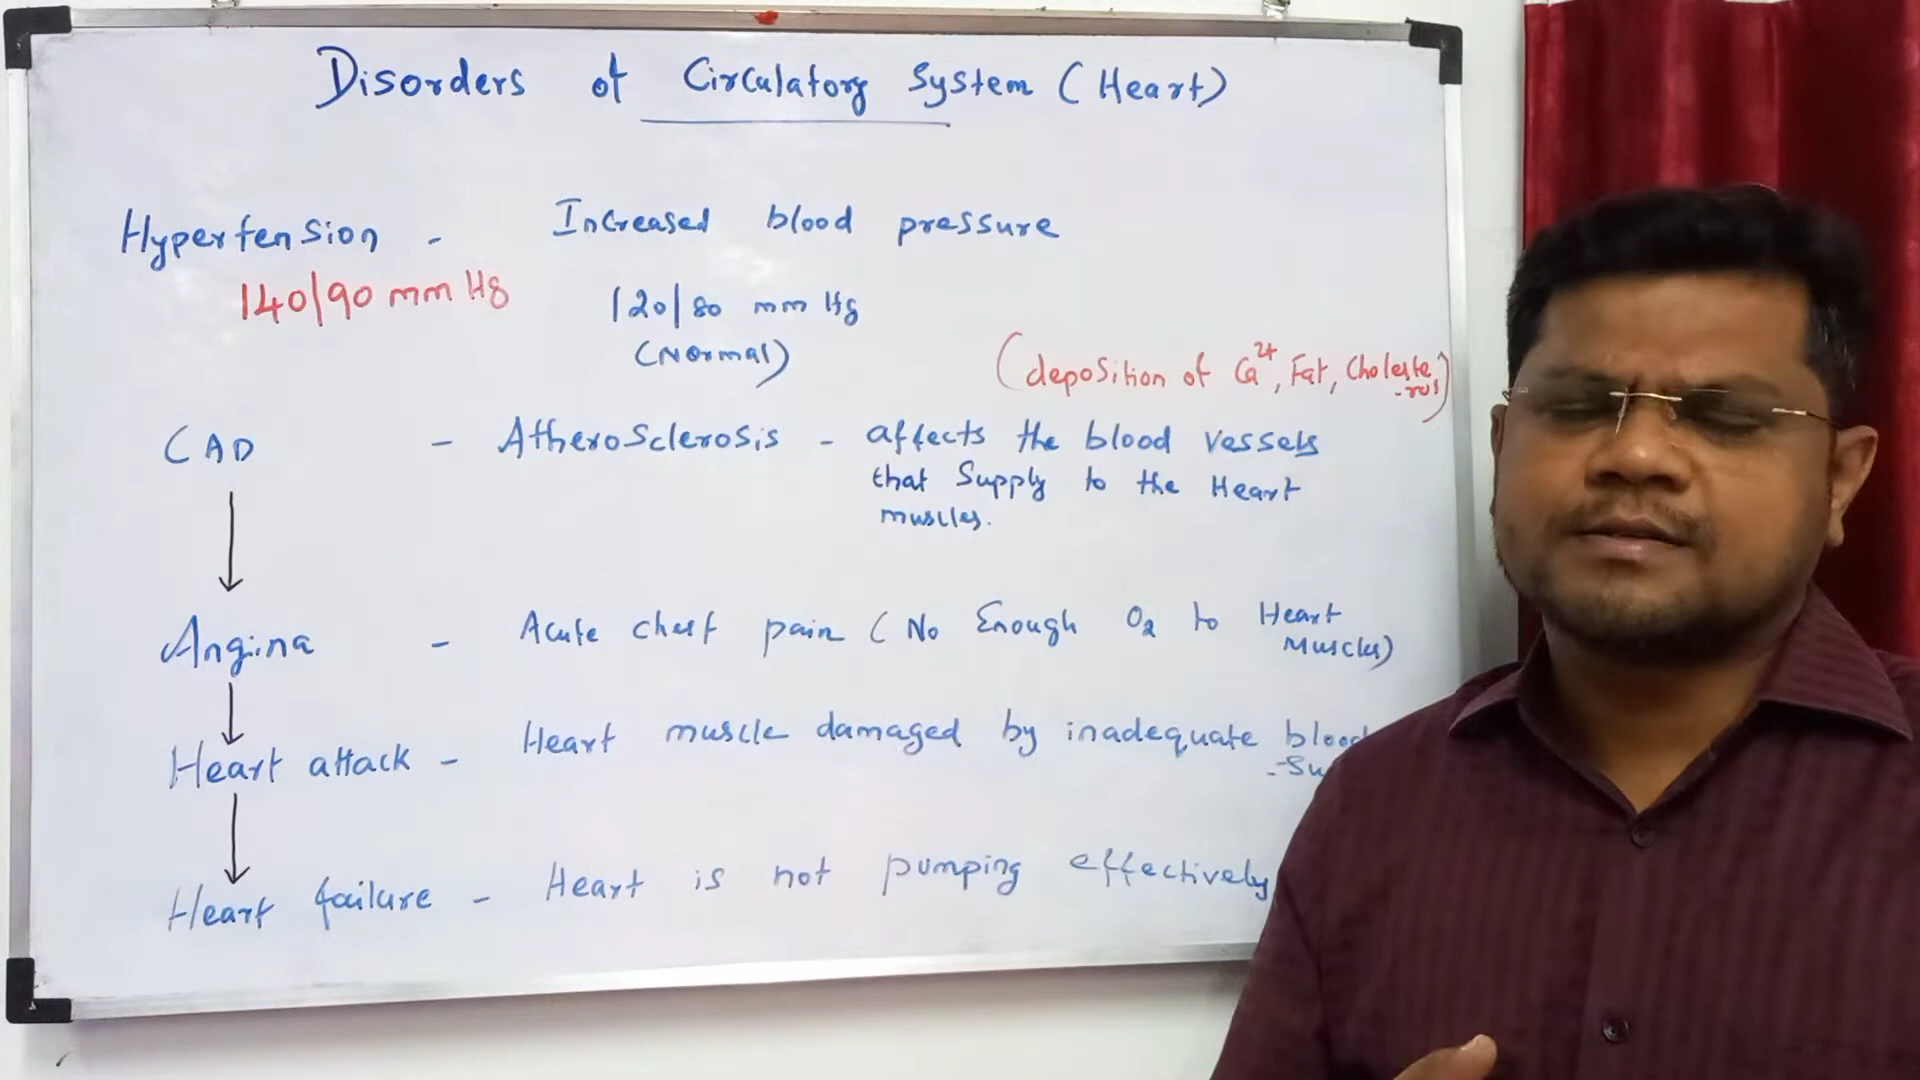 Disorders of Circulatory System (Heart)
Hypertension - Increased blood pressure
140/90 mm Hg
120/80 mm Hg
(Normal)
(deposition of Ca2+, Fat, Choleste
-rol)
CAD - Atherosclerosis - affects the blood vessels
that supply to the Heart
muscles.
Angina - Acute chest pain (No Enough O2 to Heart
Muscles)
Heart attack - Heart muscle damaged by inadequate blood
Heart failure - Heart is not pumping effectively